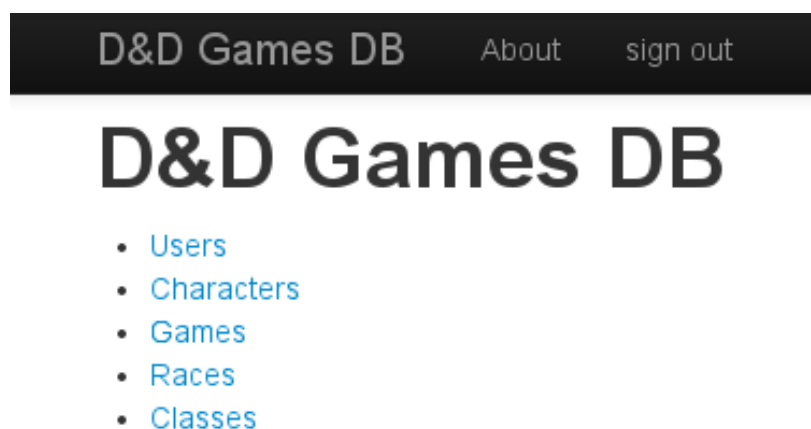 D&D Games DB About sign out
D&D Games DB
Users
Characters
Games
Races
Classes